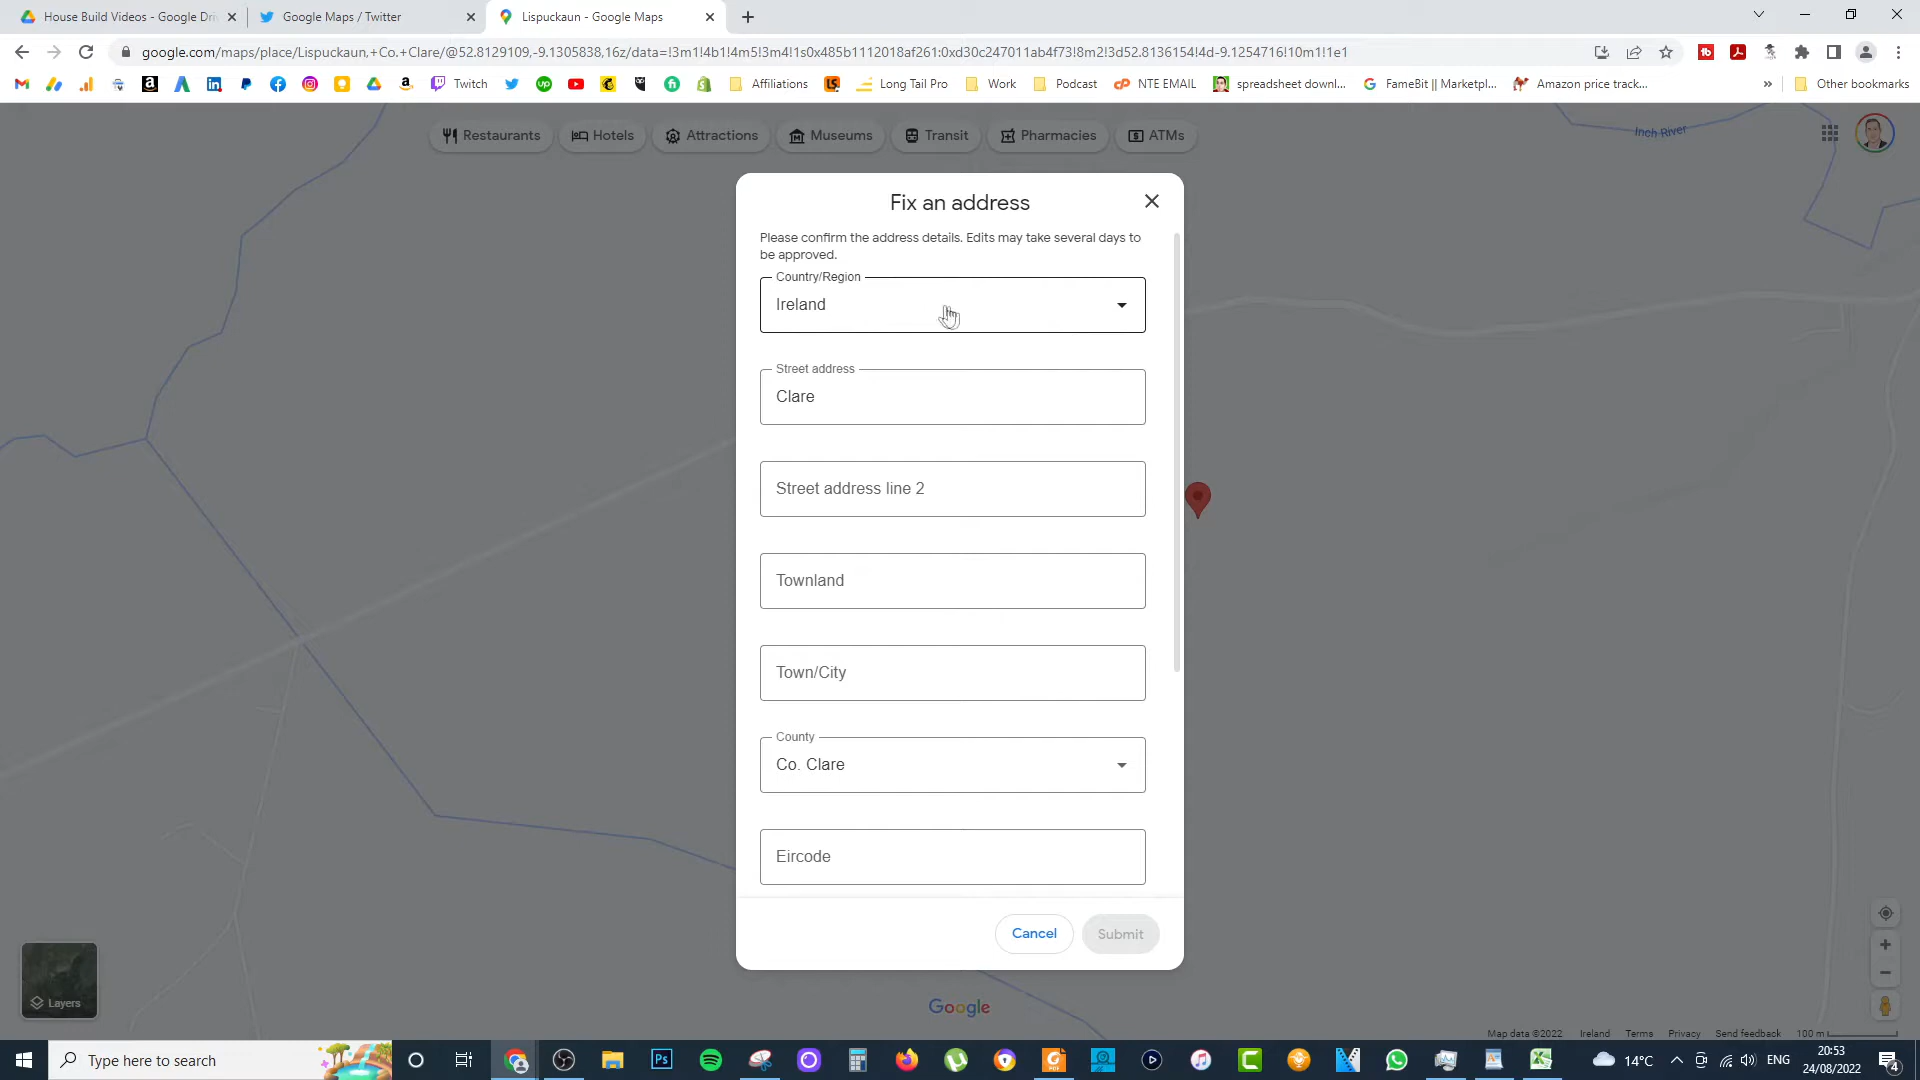 House Build Videos - Google Dri
Google Maps / Twitter
Lispuckaun - Google Maps
google.com/maps/place/Lispuckaun,+Co.+Clare/@52.8129109,-9.1305838,16z/data=!3m1!4b1!4m5!3m4!1s0x485b1112018af261:0xd30c247011ab4f73!8m2!3d52.8136154!4d-9.1254716!10m1!1e1
Twitch
Affiliations
Long Tail Pro
Work
Podcast
NTE EMAIL
spreadsheet downl...
FameBit || Marketpl...
Amazon price track...
»
Other bookmarks
Restaurants
Hotels
Attractions
Museums
Transit
Pharmacies
ATMs
Inch River
Fix an address
Please confirm the address details. Edits may take several days to
be approved.
Country/Region
Ireland
Street address
Clare
Street address line 2
Townland
Town/City
County
Co. Clare
Eircode
Cancel
Submit
Layers
Google
Map data ©2022
Ireland
Terms
Privacy
Send feedback
100 m
Type here to search
14°C
ENG
20:53
24/08/2022
4